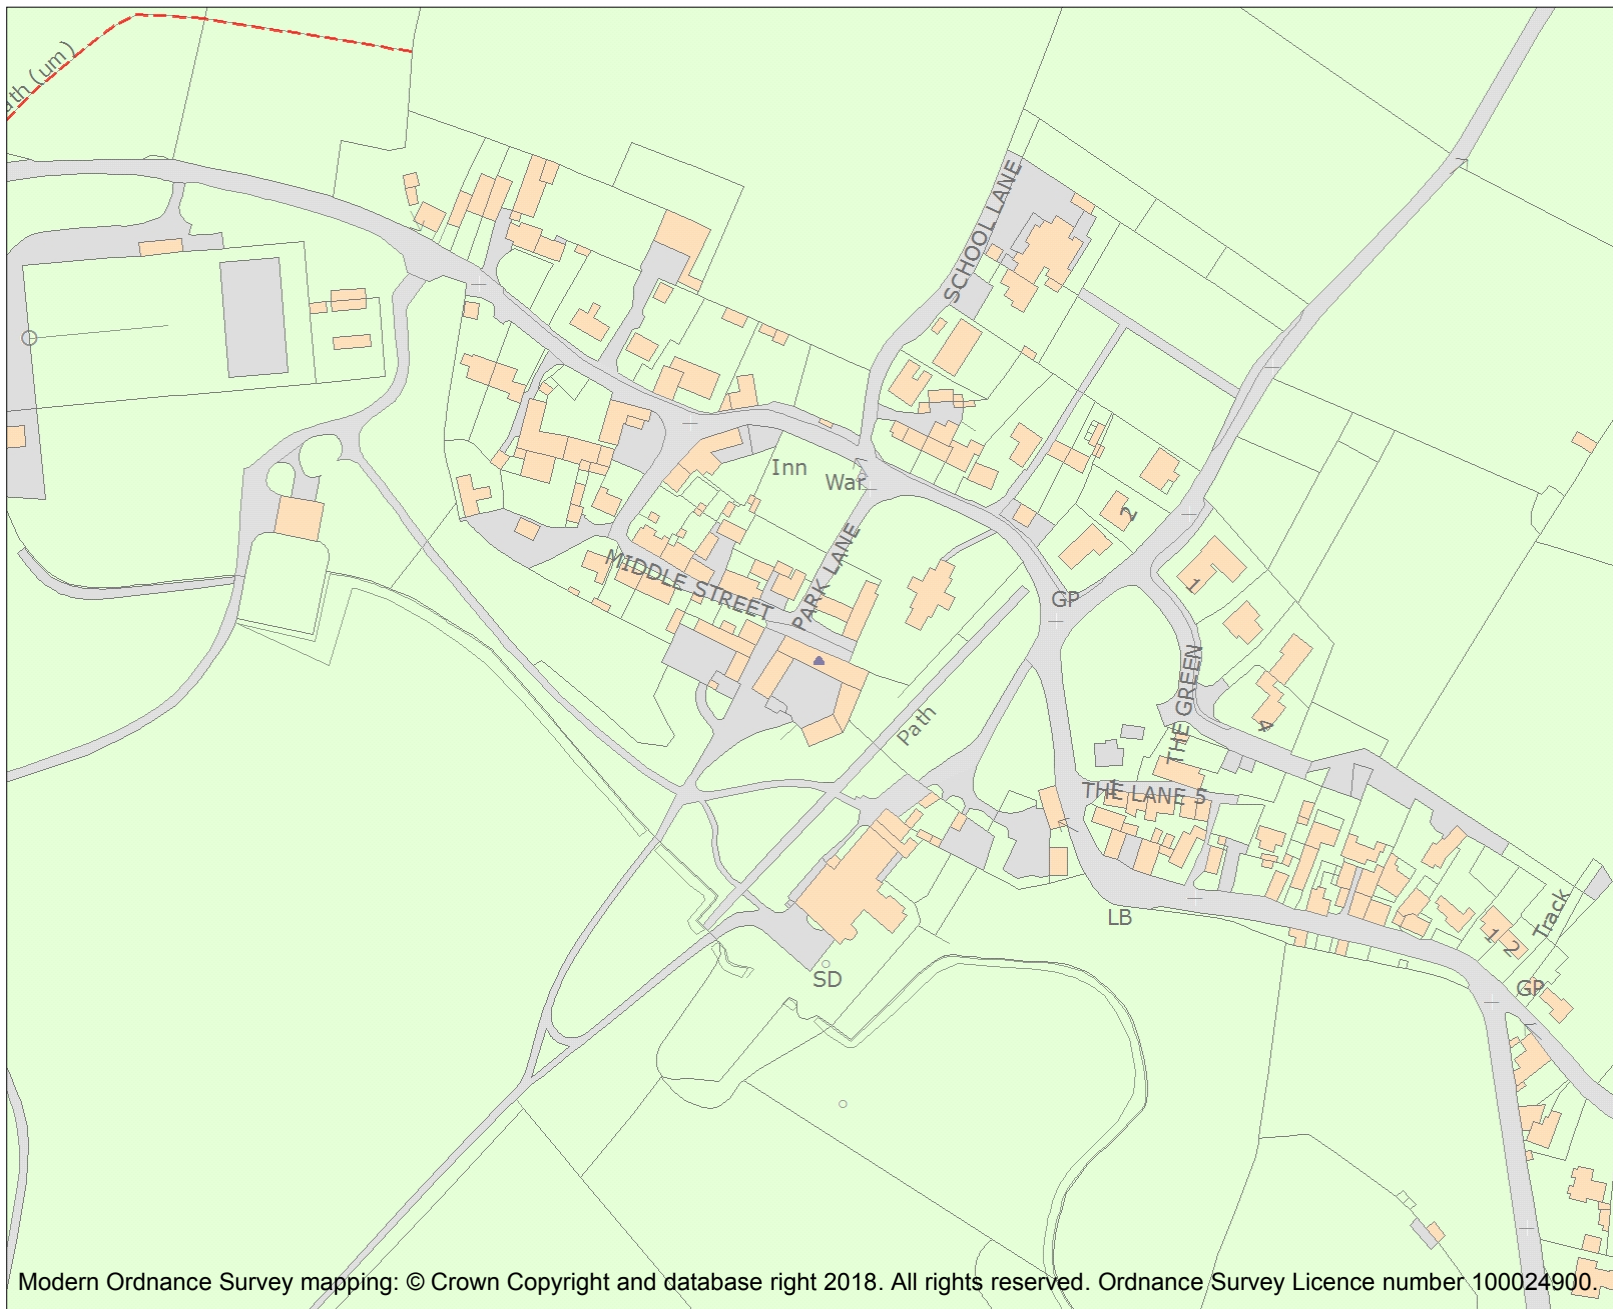 ath (um)
SCHOOL LANE
Inn
War
PARK LANE
MIDDLE STREET
2
1
GP
THE GREEN
4
Path
THE LANE 5
LB
Track
1
2
SD
GP
Modern Ordnance Survey mapping: © Crown Copyright and database right 2018. All rights reserved. Ordnance Survey Licence number 100024900.